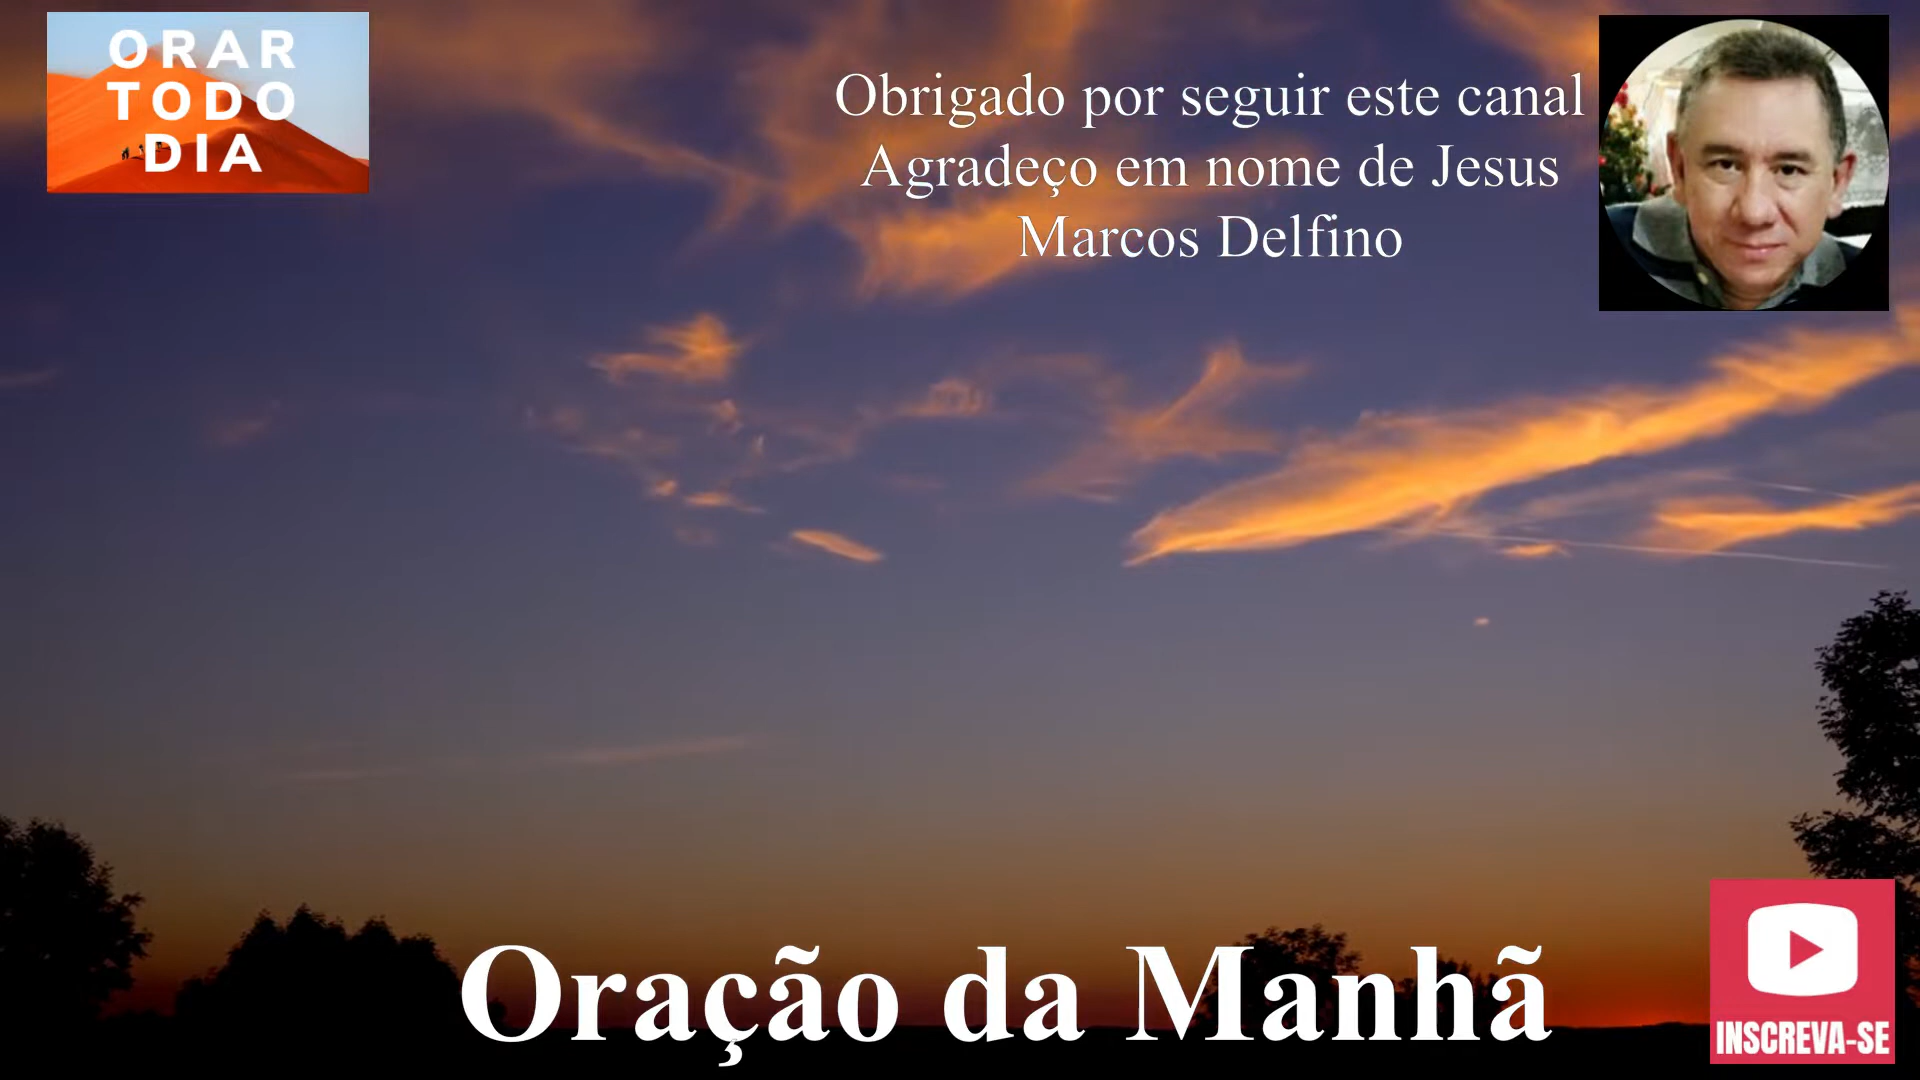 ORAR
TODO
DIA
Obrigado por seguir este canal
Agradeço em nome de Jesus
Marcos Delfino
Oração da Manhã
INSCREVA-SE